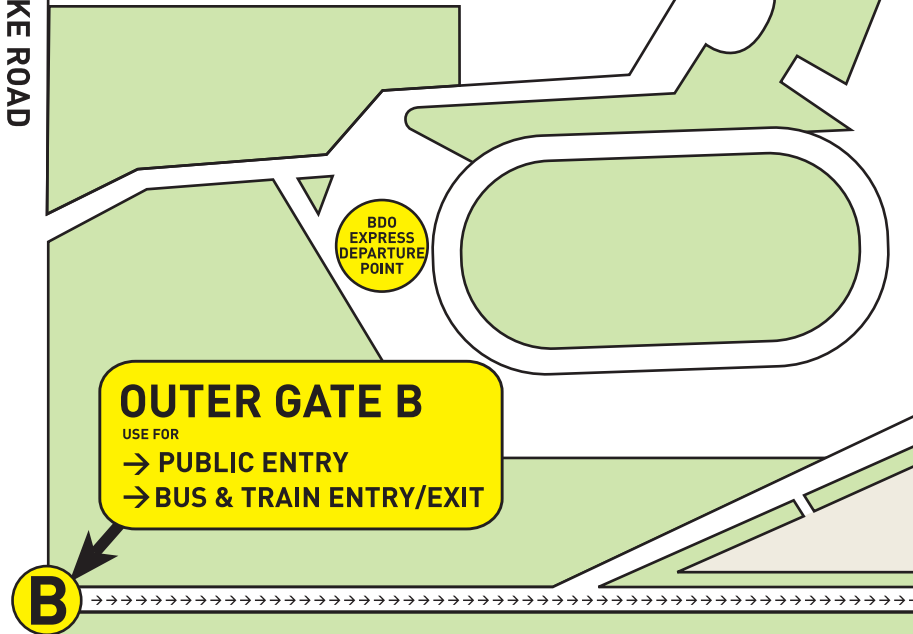 KE ROAD
BDO
EXPRESS
DEPARTURE
POINT
OUTER GATE B
USE FOR
→ PUBLIC ENTRY
→ BUS & TRAIN ENTRY/EXIT
B